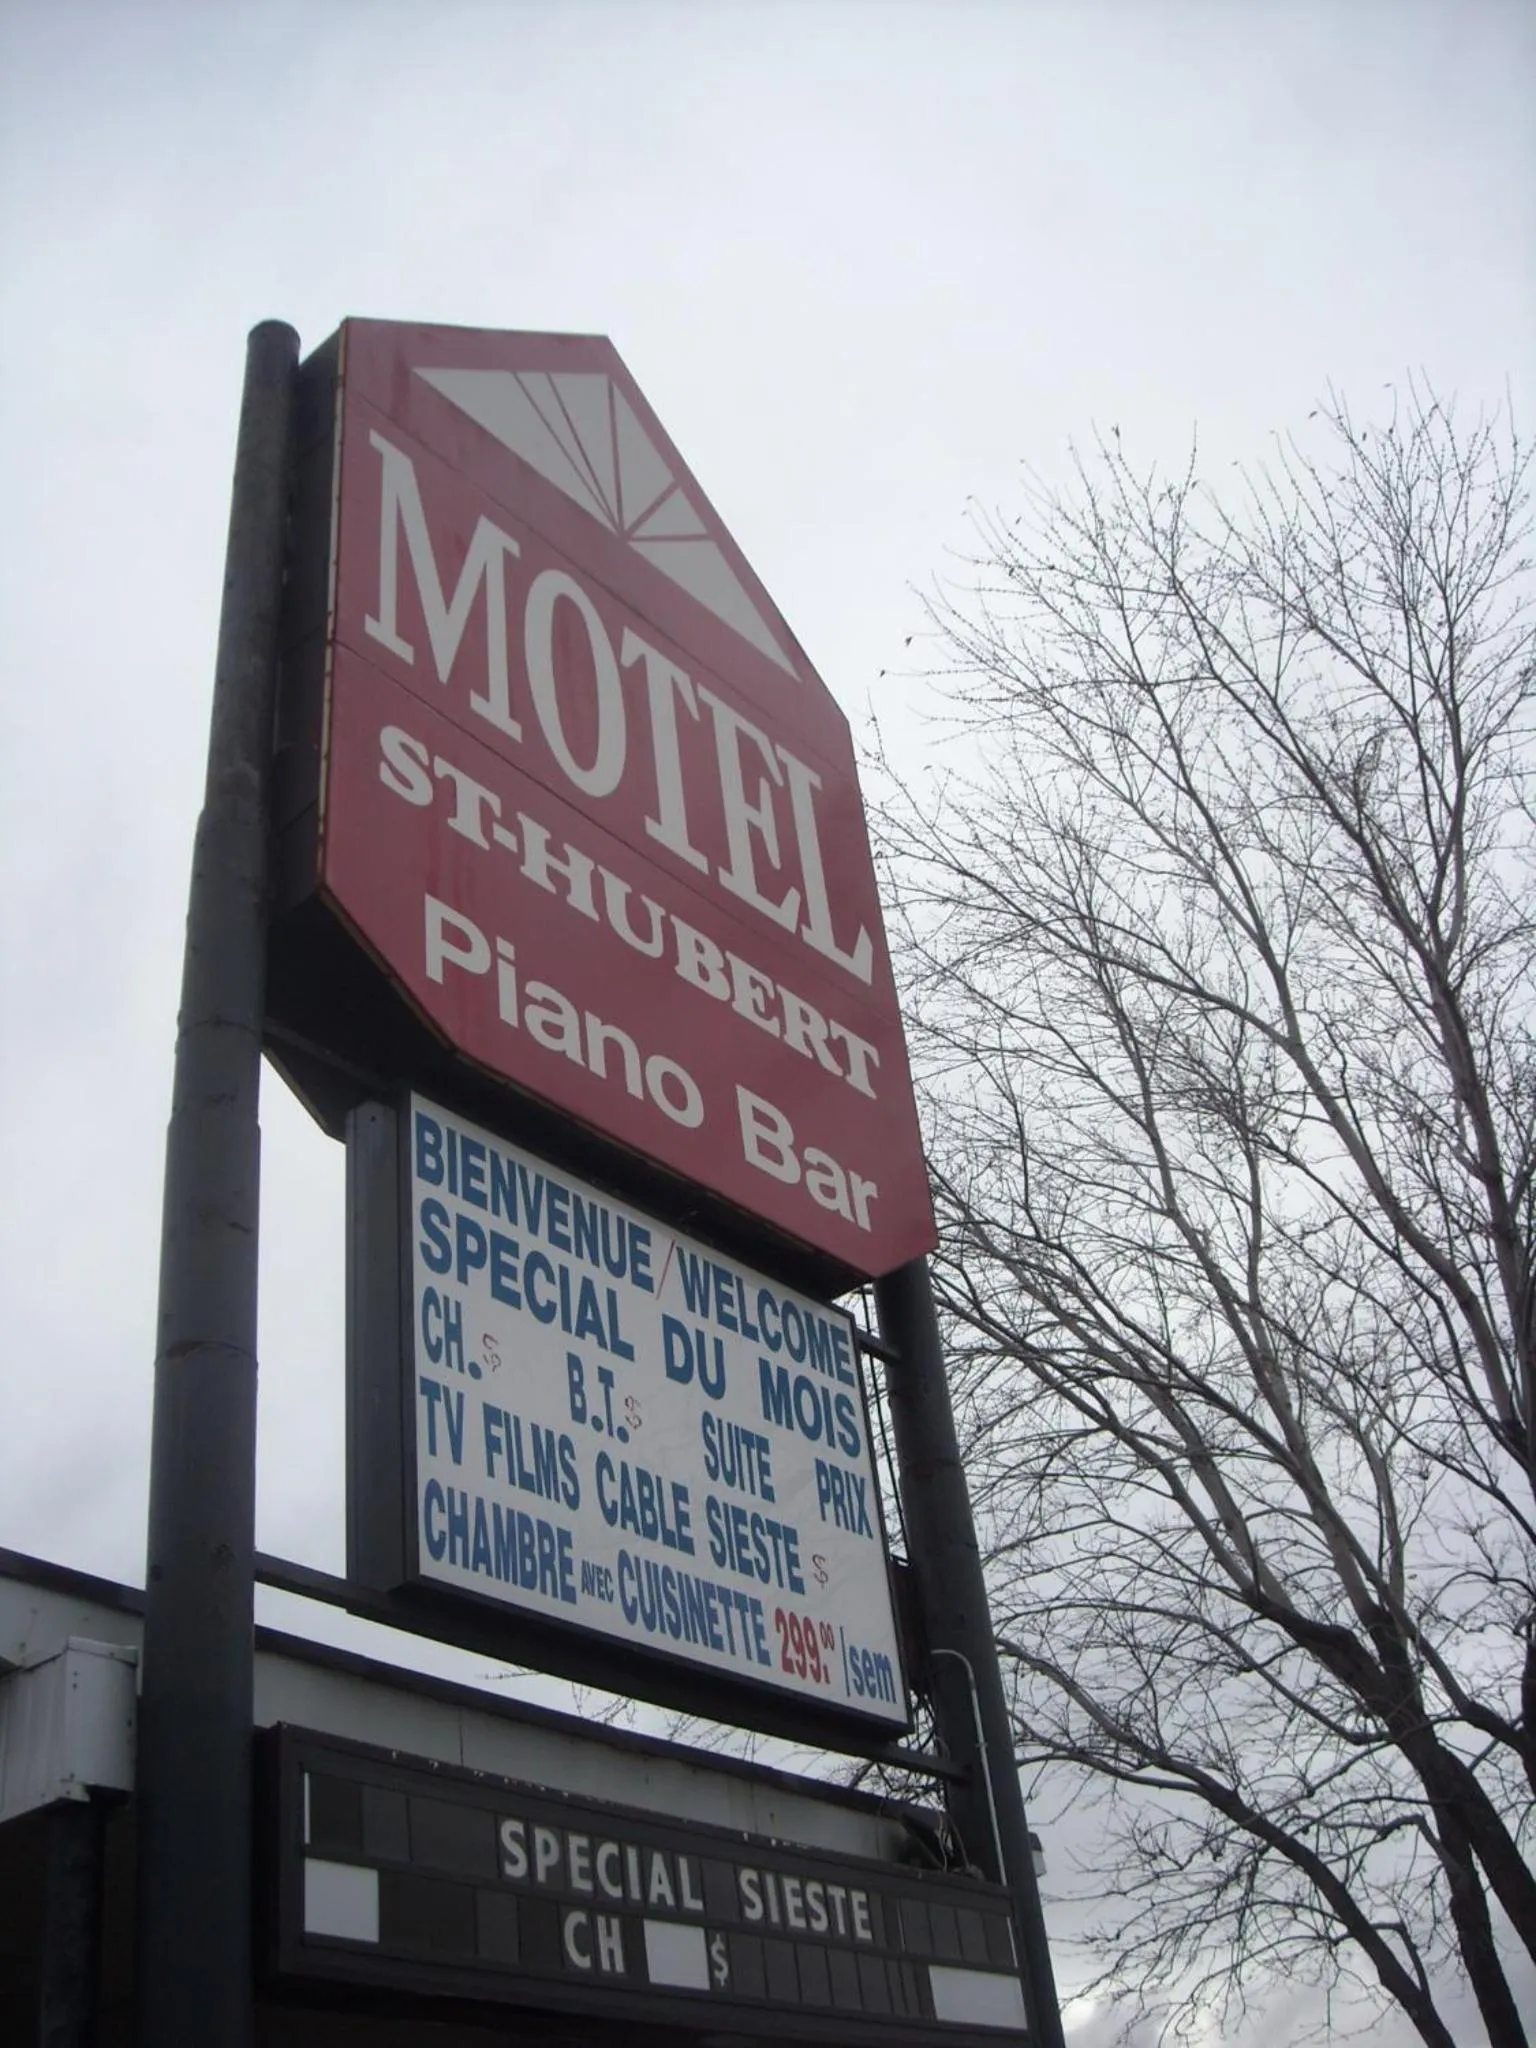 MOTEL
ST-HUBERT
Piano Bar
BIENVENUE/WELCOME
SPECIAL DU MOIS
CH.$ B.T.$ SUITE PRIX
TV FILMS CABLE SIESTE $
CHAMBRE AVEC CUISINETTE 299.00 /sem
SPECIAL SIESTE
CH $